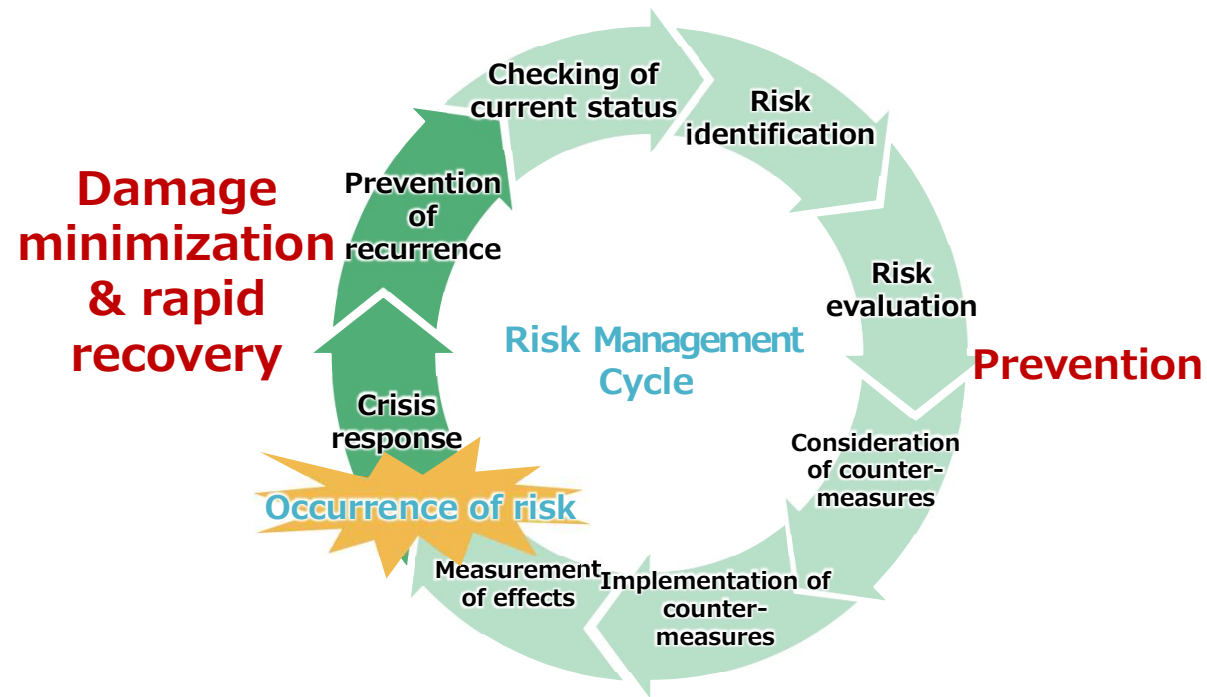 Checking of
current status
Risk
identification
Risk
evaluation
Consideration
of counter-
measures
Implementation of
counter-
measures
Measurement
of effects
Occurrence of risk
Crisis
response
Prevention
of
recurrence
Risk Management
Cycle
Damage
minimization
& rapid
recovery
Prevention